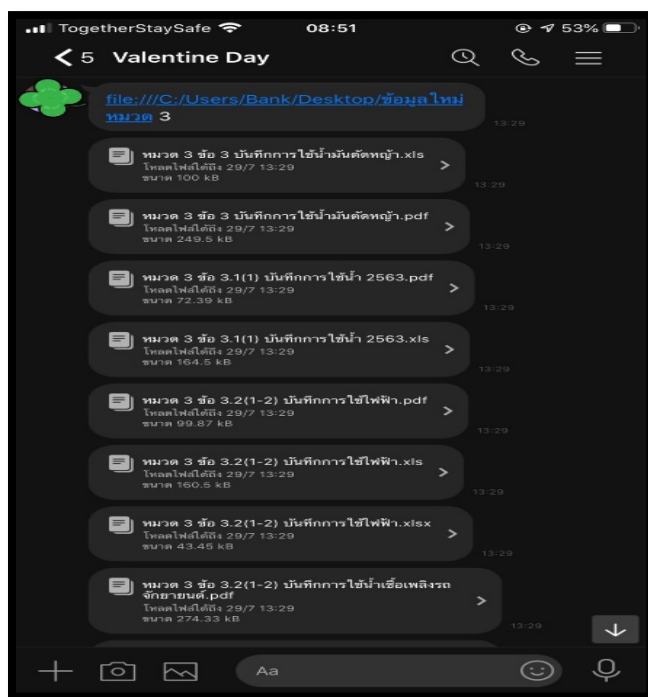 TogetherStaySafe 08:51 53%
5 Valentine Day
file:///C:/Users/Bank/Desktop/ข้อมูลใหม่
หมวด 3
13:29
หมวด 3 ข้อ 3 บันทึกการใช้น้ำมันตัดหญ้า.xls
โหลดไฟล์ได้ถึง 29/7 13:29
ขนาด 100 kB
13:29
หมวด 3 ข้อ 3 บันทึกการใช้น้ำมันตัดหญ้า.pdf
โหลดไฟล์ได้ถึง 29/7 13:29
ขนาด 249.5 kB
13:29
หมวด 3 ข้อ 3.1(1) บันทึกการใช้น้ำ 2563.pdf
โหลดไฟล์ได้ถึง 29/7 13:29
ขนาด 72.39 kB
13:29
หมวด 3 ข้อ 3.1(1) บันทึกการใช้น้ำ 2563.xls
โหลดไฟล์ได้ถึง 29/7 13:29
ขนาด 164.5 kB
13:29
หมวด 3 ข้อ 3.2(1-2) บันทึกการใช้ไฟฟ้า.pdf
โหลดไฟล์ได้ถึง 29/7 13:29
ขนาด 99.87 kB
13:29
หมวด 3 ข้อ 3.2(1-2) บันทึกการใช้ไฟฟ้า.xls
โหลดไฟล์ได้ถึง 29/7 13:29
ขนาด 160.5 kB
13:29
หมวด 3 ข้อ 3.2(1-2) บันทึกการใช้ไฟฟ้า.xlsx
โหลดไฟล์ได้ถึง 29/7 13:29
ขนาด 43.45 kB
13:29
หมวด 3 ข้อ 3.2(1-2) บันทึกการใช้น้ำเชื้อเพลิงรถ
จักยายนต์.pdf
โหลดไฟล์ได้ถึง 29/7 13:29
ขนาด 274.33 kB
13:29
Aa